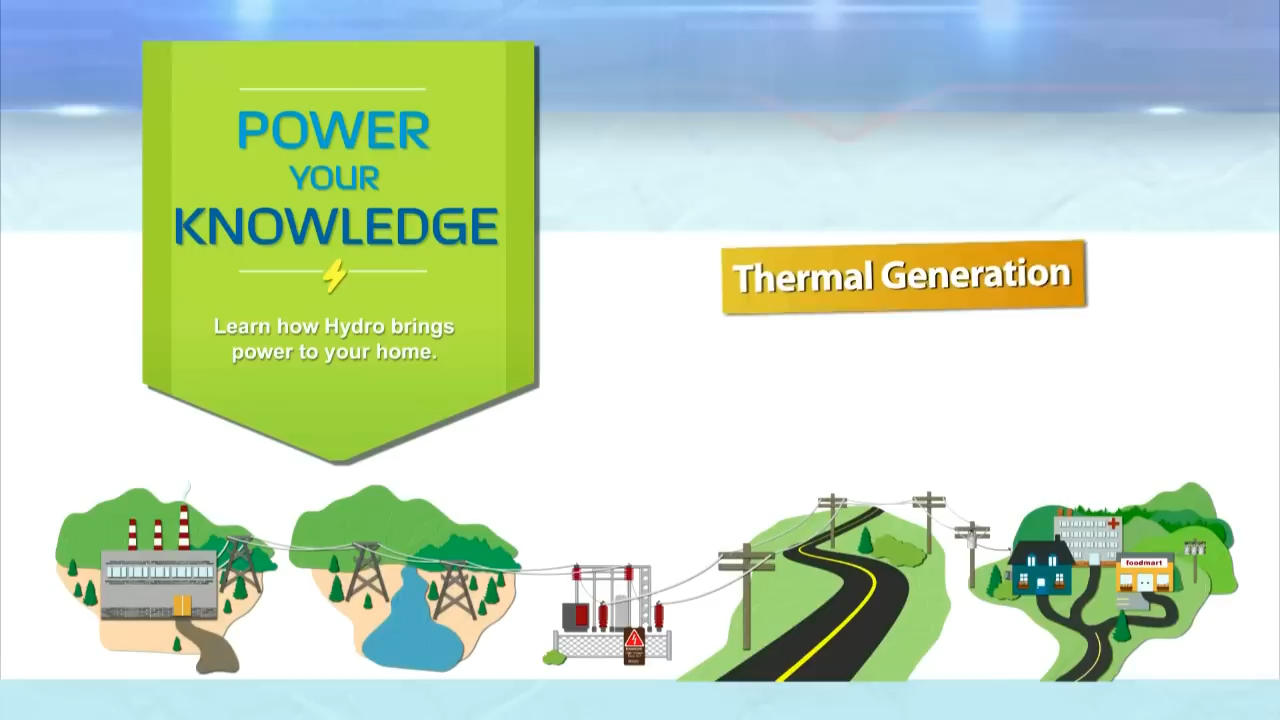 POWER
YOUR
KNOWLEDGE
Learn how Hydro brings
power to your home.
Thermal Generation
foodmart